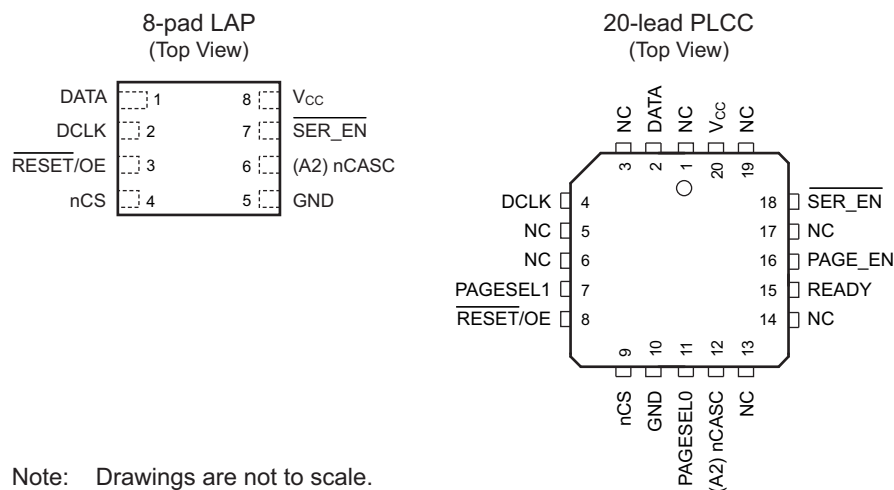 8-pad LAP
(Top View)
DATA 1 8 VCC
DCLK 2 7 SER_EN
RESET/OE 3 6 (A2) nCASC
nCS 4 5 GND
20-lead PLCC
(Top View)
NC DATA NC VCC NC
3 2 1 20 19
DCLK 4 18 SER_EN
NC 5 17 NC
NC 6 16 PAGE_EN
PAGESEL1 7 15 READY
RESET/OE 8 14 NC
9 10 11 12 13
nCS GND PAGESEL0 (A2) nCASC NC
Note: Drawings are not to scale.